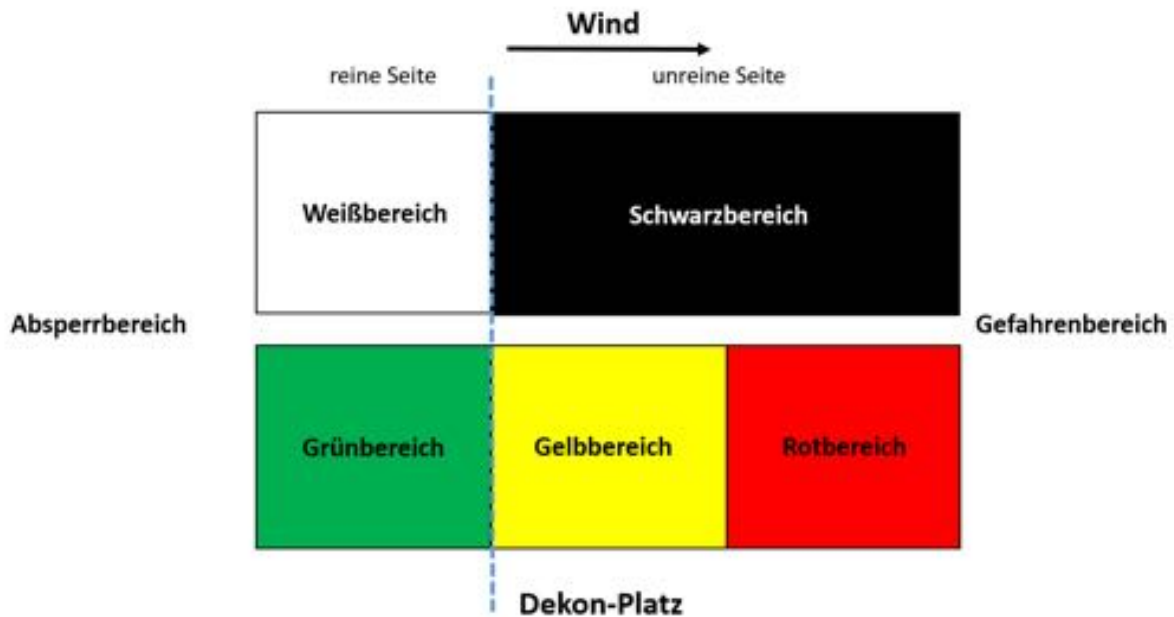 Wind
reine Seite
unreine Seite
Weißbereich
Schwarzbereich
Absperrbereich
Gefahrenbereich
Grünbereich
Gelbbereich
Rotbereich
Dekon-Platz